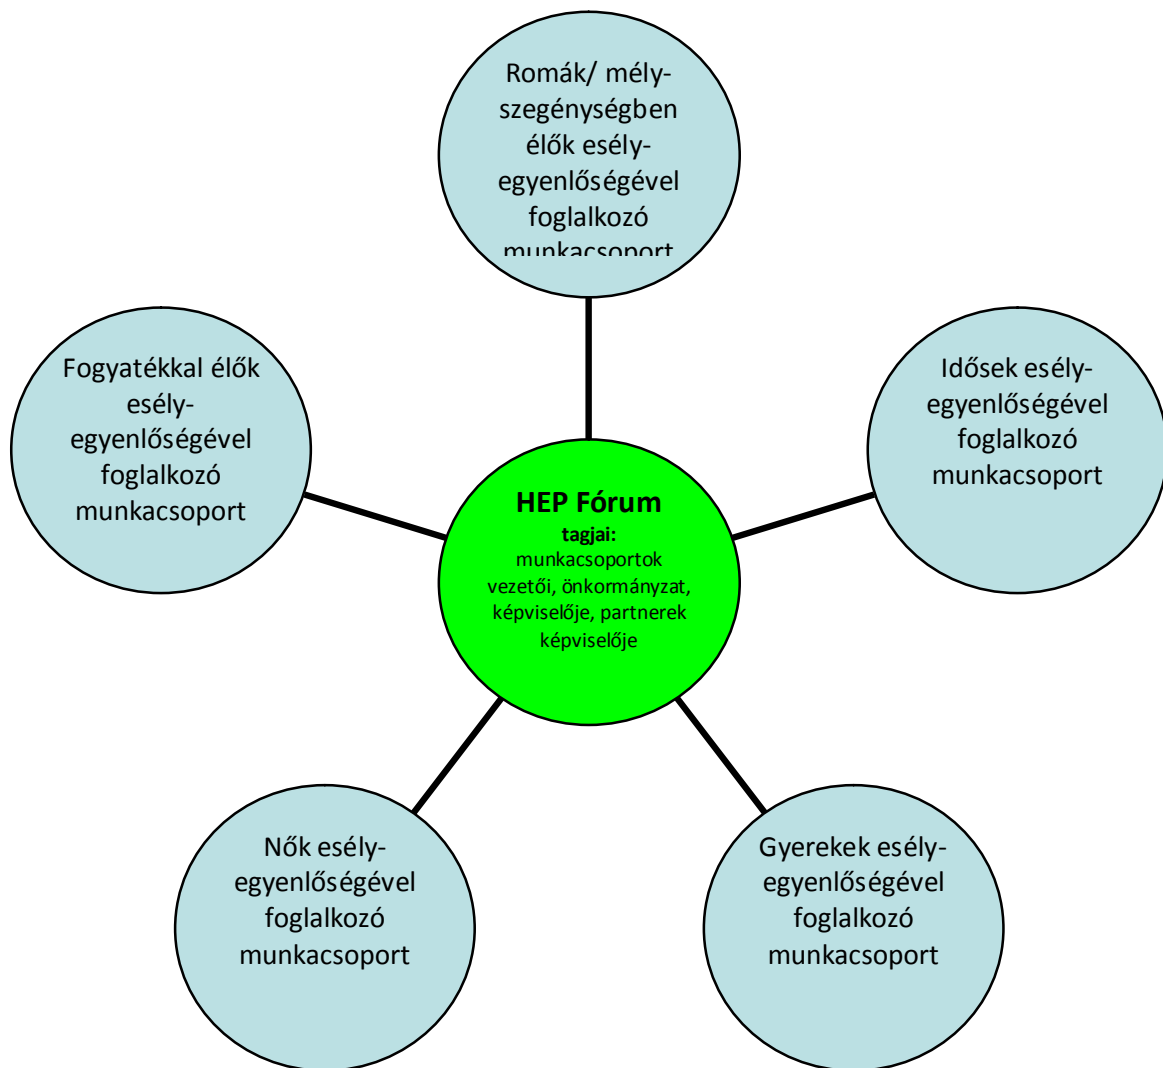 Romák/ mély-
szegénységben
élők esély-
egyenlőségével
foglalkozó
munkacsoport
Fogyatékkal élők
esély-
egyenlőségével
foglalkozó
munkacsoport
Idősek esély-
egyenlőségével
foglalkozó
munkacsoport
HEP Fórum
tagjai:
munkacsoportok
vezetői, önkormányzat,
képviselője, partnerek
képviselője
Nők esély-
egyenlőségével
foglalkozó
munkacsoport
Gyerekek esély-
egyenlőségével
foglalkozó
munkacsoport